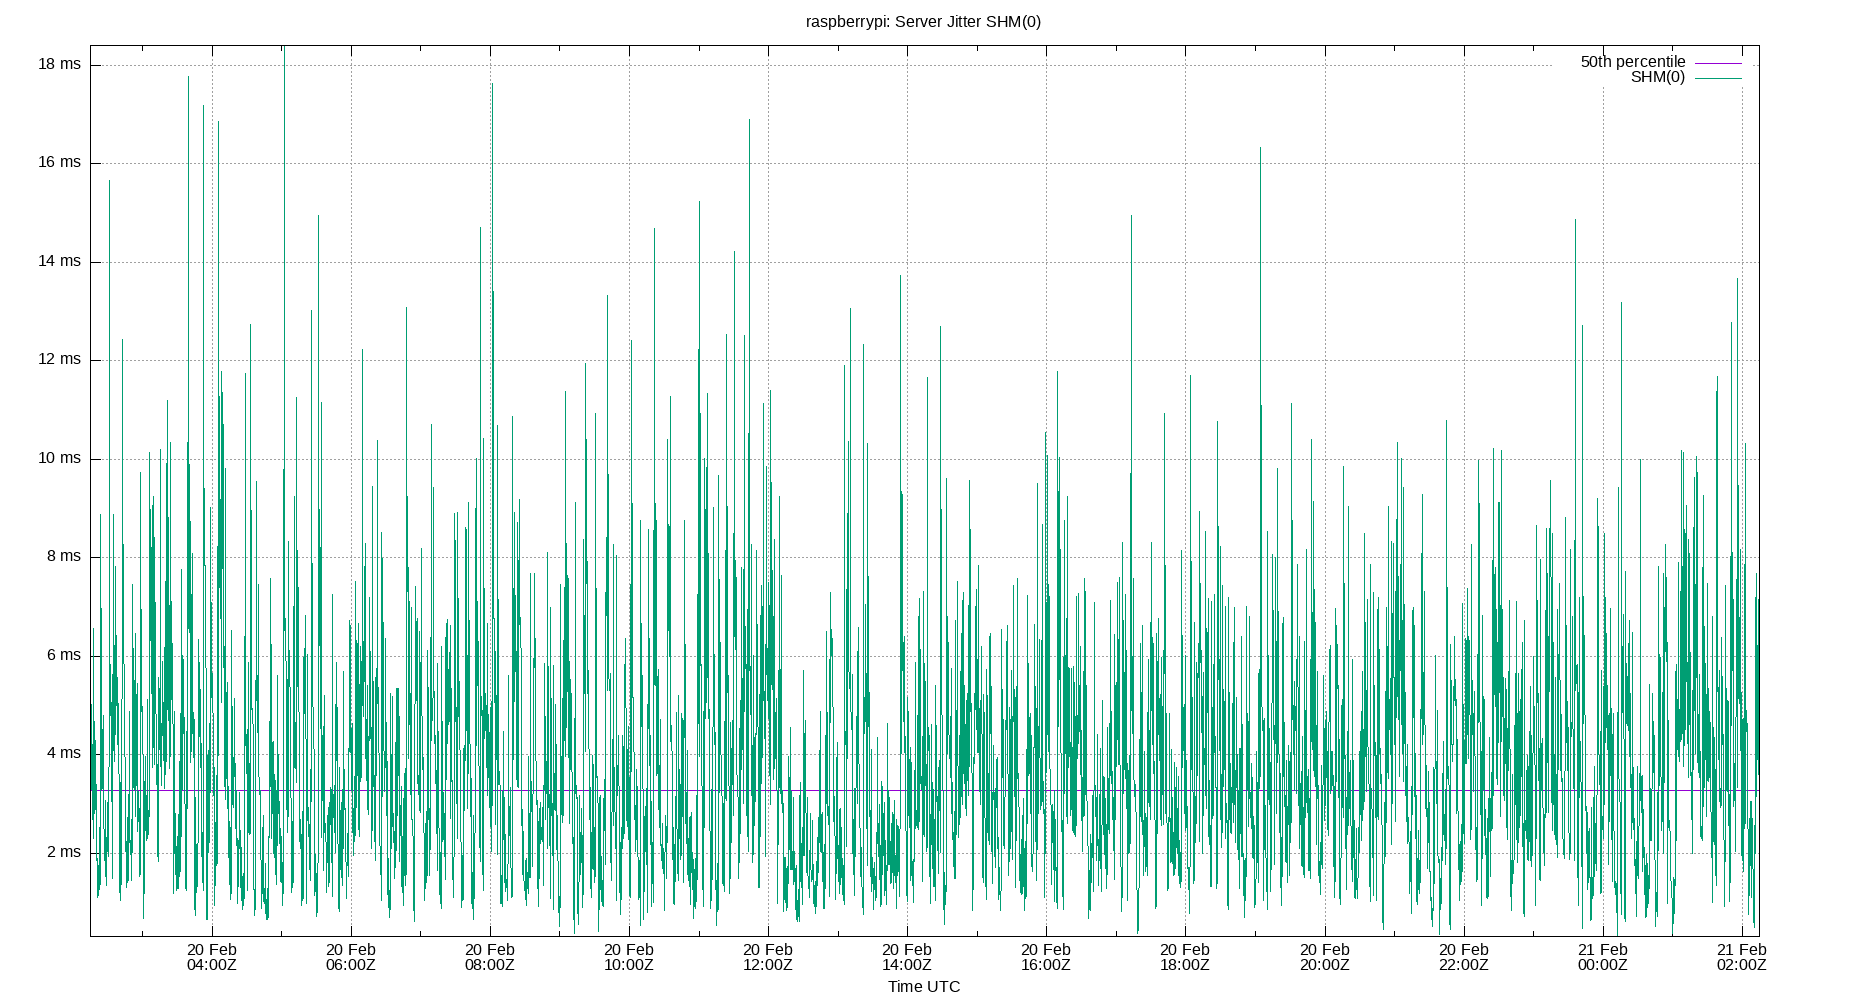 raspberrypi: Server Jitter SHM(0)
50th percentile
SHM(0)
18 ms
16 ms
14 ms
12 ms
10 ms
8 ms
6 ms
4 ms
2 ms
20 Feb
04:00Z
20 Feb
06:00Z
20 Feb
08:00Z
20 Feb
10:00Z
20 Feb
12:00Z
20 Feb
14:00Z
20 Feb
16:00Z
20 Feb
18:00Z
20 Feb
20:00Z
20 Feb
22:00Z
21 Feb
00:00Z
21 Feb
02:00Z
Time UTC